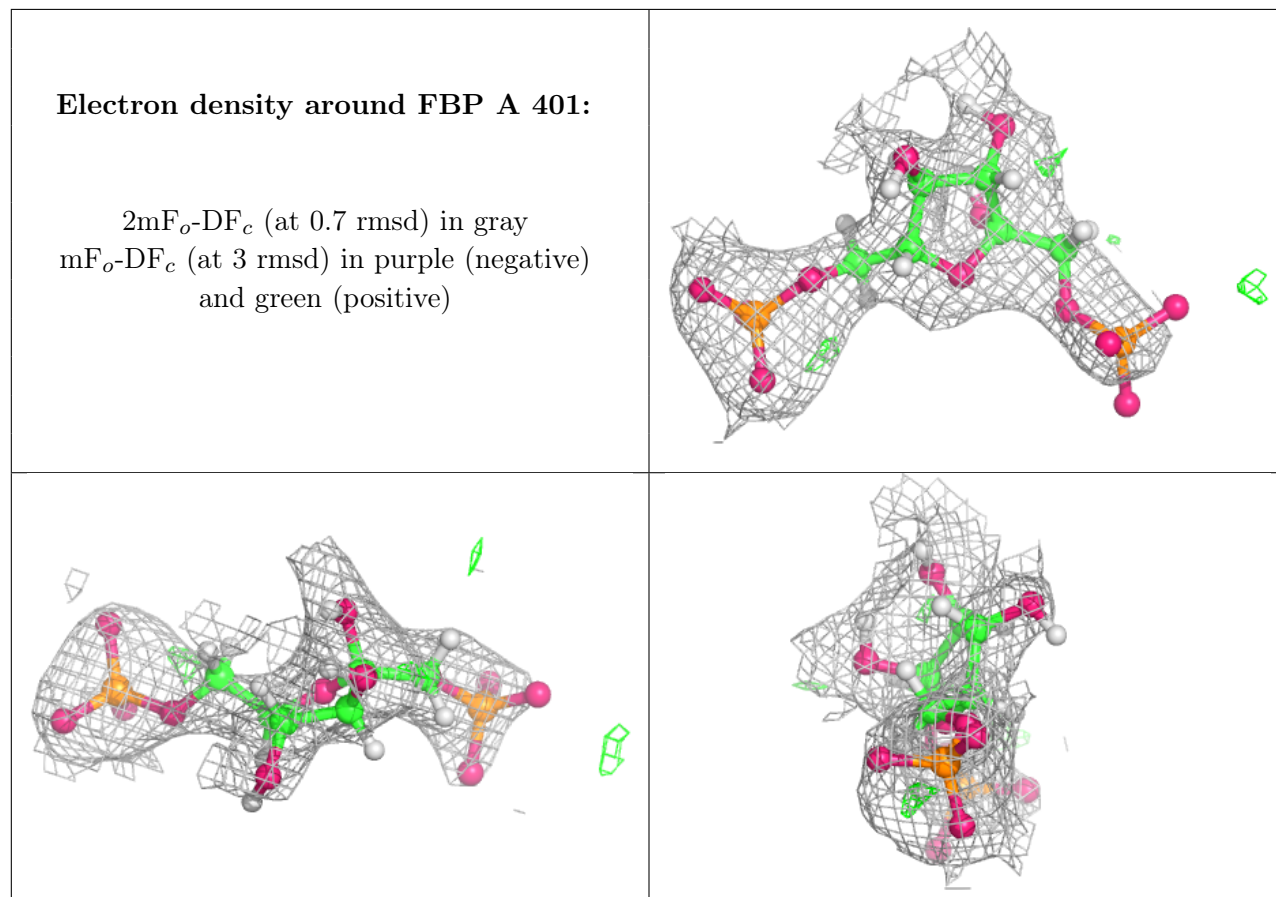 Electron density around FBP A 401:
2mFₒ-DF𝒸 (at 0.7 rmsd) in gray
mFₒ-DF𝒸 (at 3 rmsd) in purple (negative)
and green (positive)